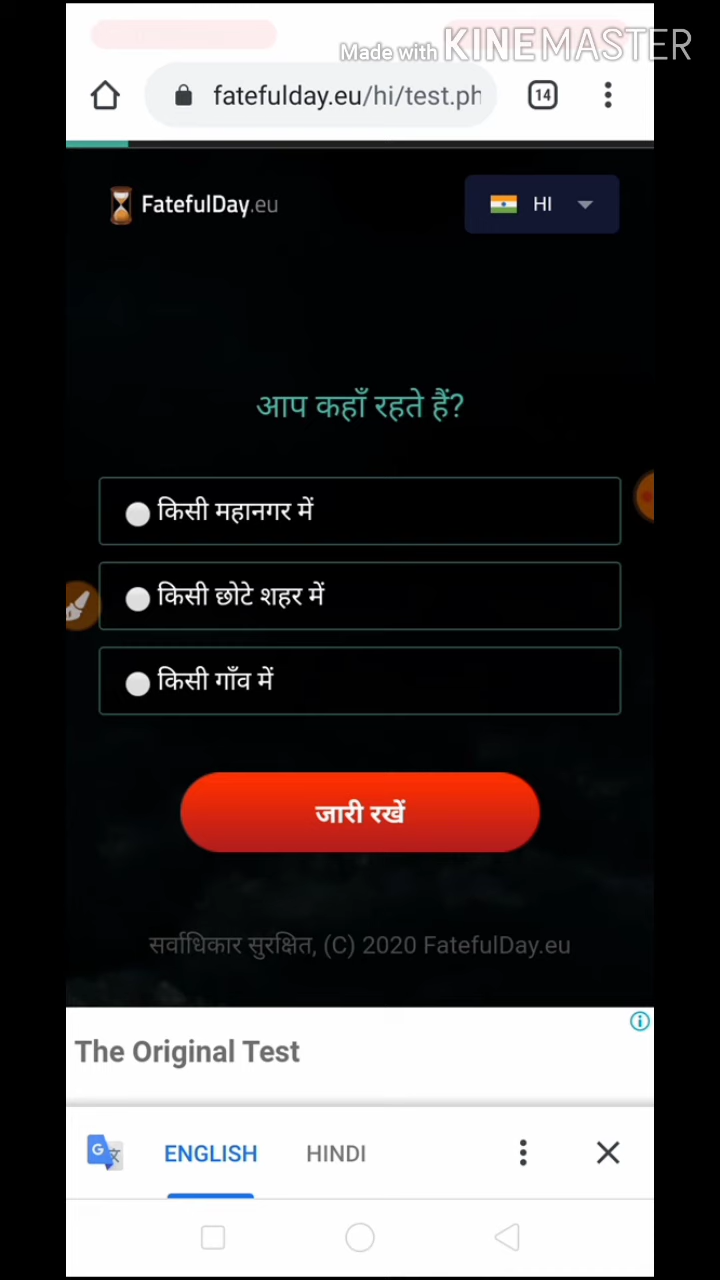 Made with KINEMASTER
fatefulday.eu/hi/test.ph
14
FatefulDay.eu
HI
आप कहाँ रहते हैं?
किसी महानगर में
किसी छोटे शहर में
किसी गाँव में
जारी रखें
सर्वाधिकार सुरक्षित, (C) 2020 FatefulDay.eu
The Original Test
ENGLISH HINDI